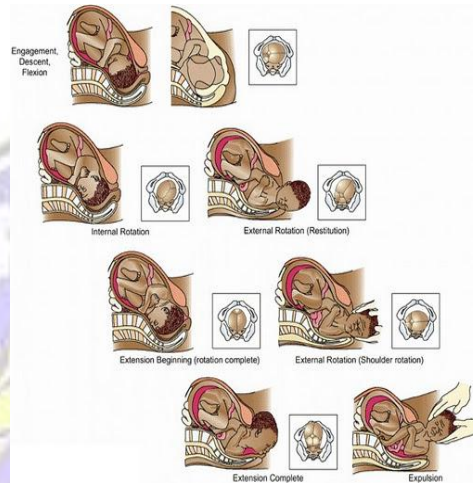 Engagement,
Descent,
Flexion
Internal Rotation
External Rotation (Restitution)
Extension Beginning (rotation complete)
External Rotation (Shoulder rotation)
Extension Complete
Expulsion